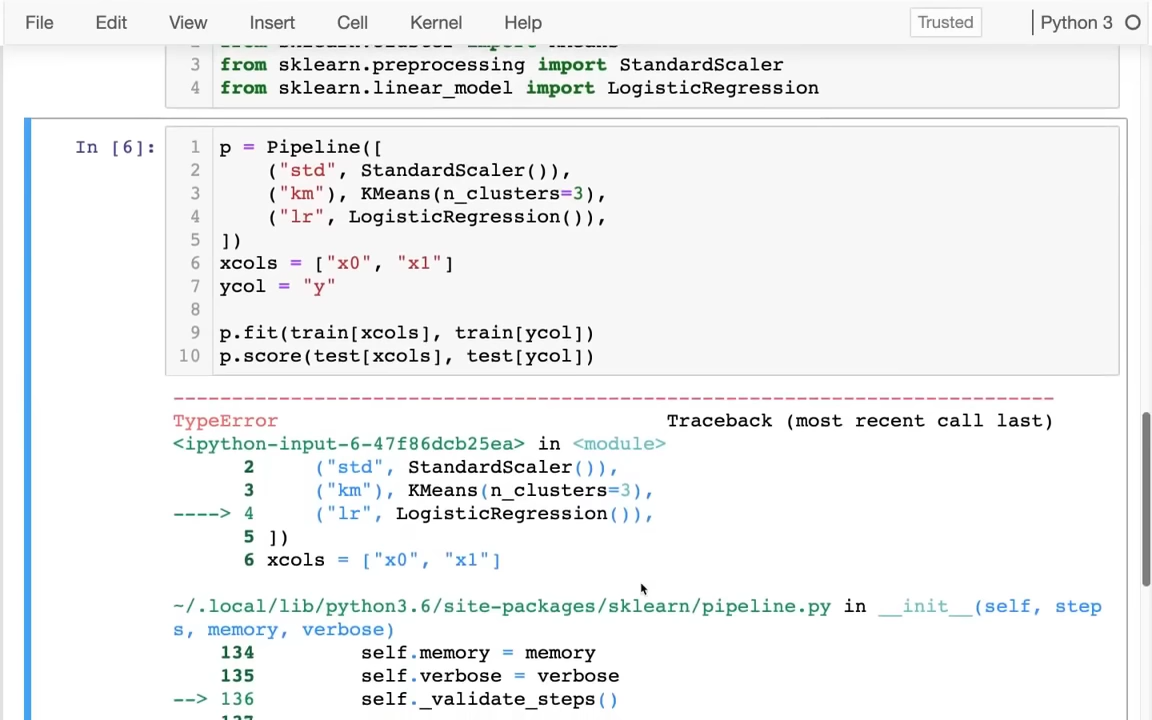 File Edit View Insert Cell Kernel Help Trusted Python 3
3 from sklearn.preprocessing import StandardScaler
4 from sklearn.linear_model import LogisticRegression
In [6]:
1 p = Pipeline([
2 ("std", StandardScaler()),
3 ("km"), KMeans(n_clusters=3),
4 ("lr", LogisticRegression()),
5 ])
6 xcols = ["x0", "x1"]
7 ycol = "y"
8
9 p.fit(train[xcols], train[ycol])
10 p.score(test[xcols], test[ycol])
---------------------------------------------------------------------------
TypeError Traceback (most recent call last)
<ipython-input-6-47f86dcb25ea> in <module>
2 ("std", StandardScaler()),
3 ("km"), KMeans(n_clusters=3),
----> 4 ("lr", LogisticRegression()),
5 ])
6 xcols = ["x0", "x1"]
~/.local/lib/python3.6/site-packages/sklearn/pipeline.py in __init__(self, step
s, memory, verbose)
134 self.memory = memory
135 self.verbose = verbose
--> 136 self._validate_steps()